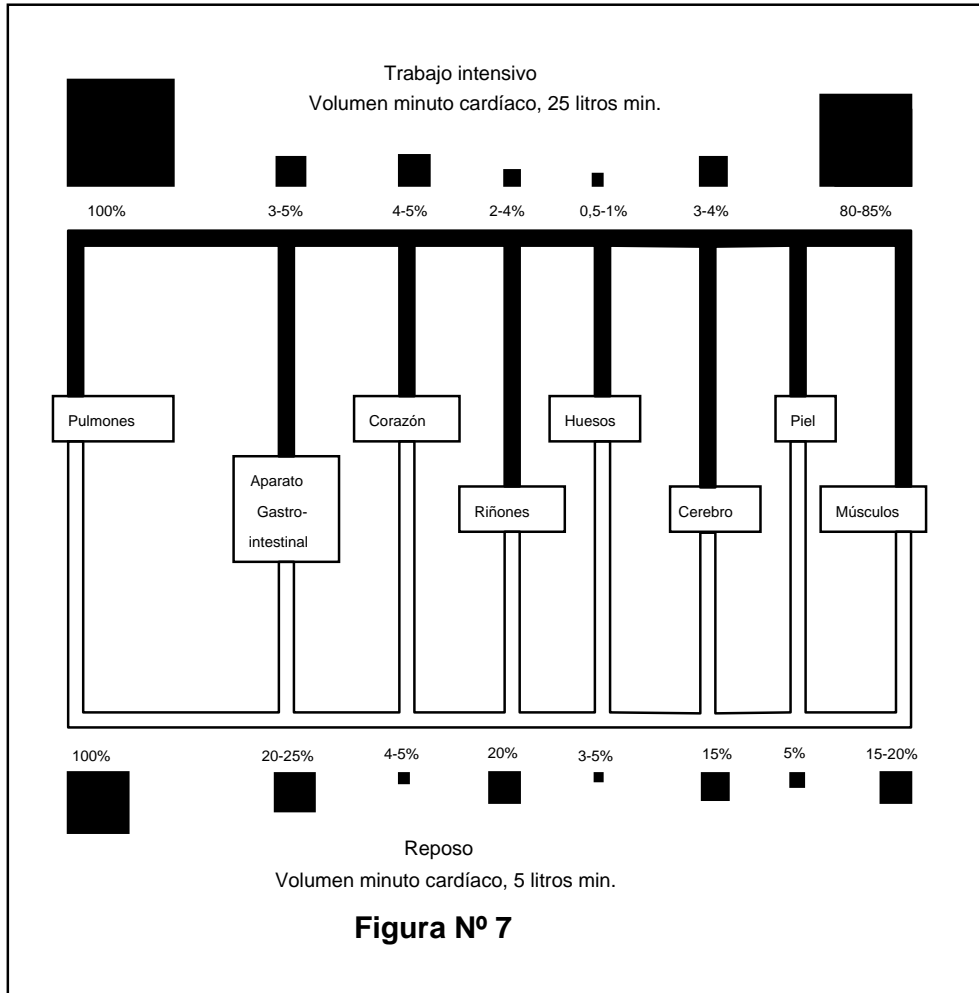 Trabajo intensivo
Volumen minuto cardíaco, 25 litros min.
100% 3-5% 4-5% 2-4% 0,5-1% 3-4% 80-85%
Pulmones Corazón Huesos Piel
Aparato
Gastro-
intestinal
Riñones Cerebro Músculos
100% 20-25% 4-5% 20% 3-5% 15% 5% 15-20%
Reposo
Volumen minuto cardíaco, 5 litros min.
Figura Nº 7